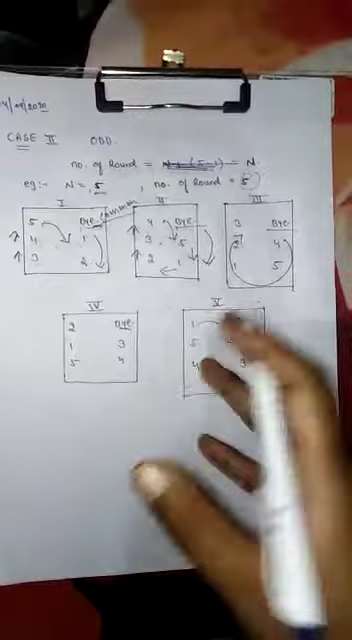 CASE II ODD.
no. of Round = N
eg:- N = 5, no. of Round = 5
I
5 Bye
4 1
3 2
common
II
4 Bye
3 5
2 1
III
3 Bye
2 4
1 5
IV
2 Bye
1 3
5 4
V
1
5
4 3